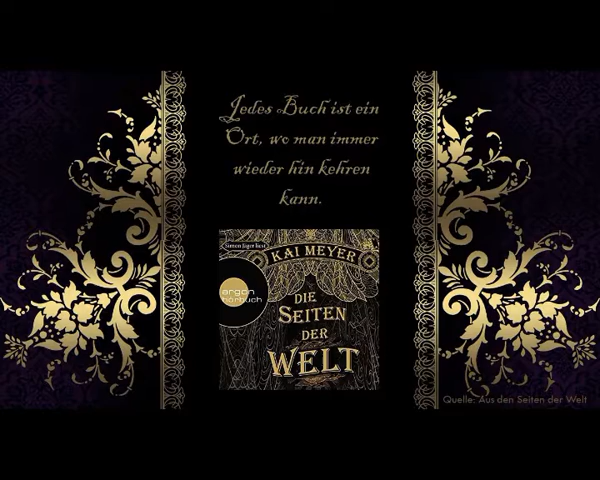 Jedes Buch ist ein
Ort, wo man immer
wieder hin kehren
kann.
Simon Jäger liest
KAI MEYER
argon
hörbuch
DIE
SEITEN
DER
WELT
Quelle: Aus den Seiten der Welt